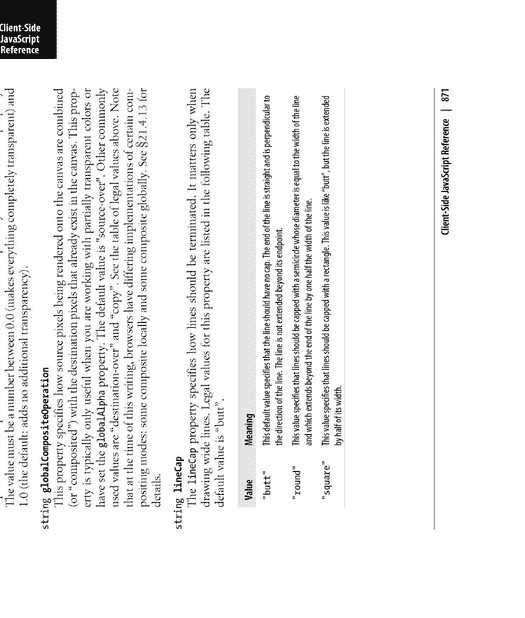 Client-Side
JavaScript
Reference
The value must be a number between 0.0 (makes everything completely transparent) and
1.0 (the default: adds no additional transparency).
string globalCompositeOperation
This property specifies how source pixels being rendered onto the canvas are combined
(or “composited”) with the destination pixels that already exist in the canvas. This prop-
erty is typically only useful when you are working with partially transparent colors or
have set the globalAlpha property. The default value is "source-over". Other commonly
used values are "destination-over" and "copy". See the table of legal values above. Note
that at the time of this writing, browsers have differing implementations of certain com-
positing modes: some composite locally and some composite globally. See §21.4.13 for
details.
string lineCap
The lineCap property specifies how lines should be terminated. It matters only when
drawing wide lines. Legal values for this property are listed in the following table. The
default value is "butt".
Value Meaning
"butt" This default value specifies that the line should have no cap. The end of the line is straight and is perpendicular to
the direction of the line. The line is not extended beyond its endpoint.
"round" This value specifies that lines should be capped with a semicircle whose diameter is equal to the width of the line
and which extends beyond the end of the line by one half the width of the line.
"square" This value specifies that lines should be capped with a rectangle. This value is like "butt", but the line is extended
by half of its width.
Client-Side JavaScript Reference | 871